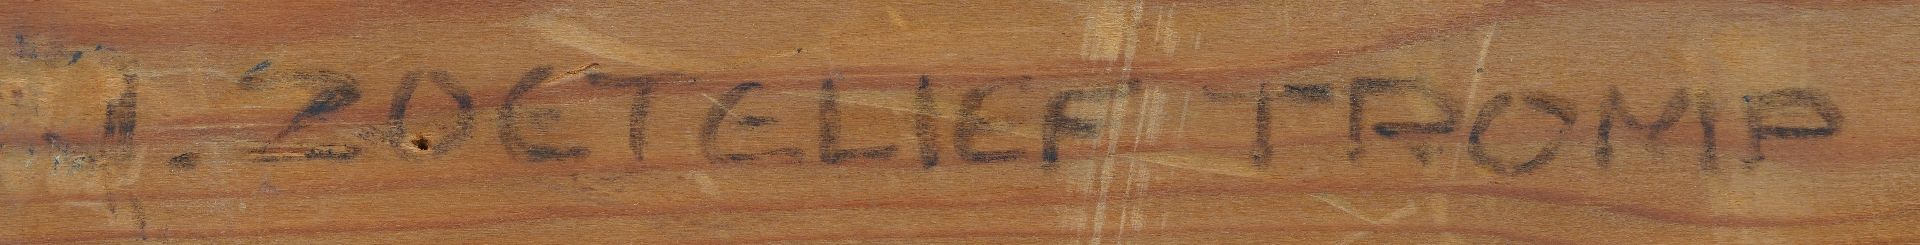 J. ZOETELIEF TROMP